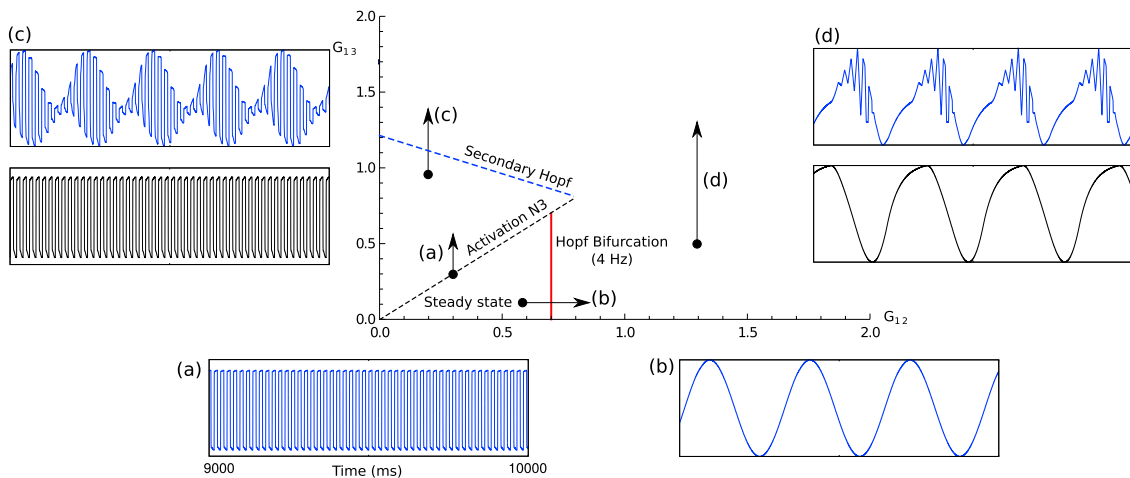 (c)
G13
2.0
1.5
1.0
0.5
0.0
0.0
0.5
1.0
1.5
2.0
G12
(c)
Secondary Hopf
Activation N3
(a)
Hopf Bifurcation
(4 Hz)
Steady state
(b)
(d)
(d)
(a)
9000
Time (ms)
10000
(b)